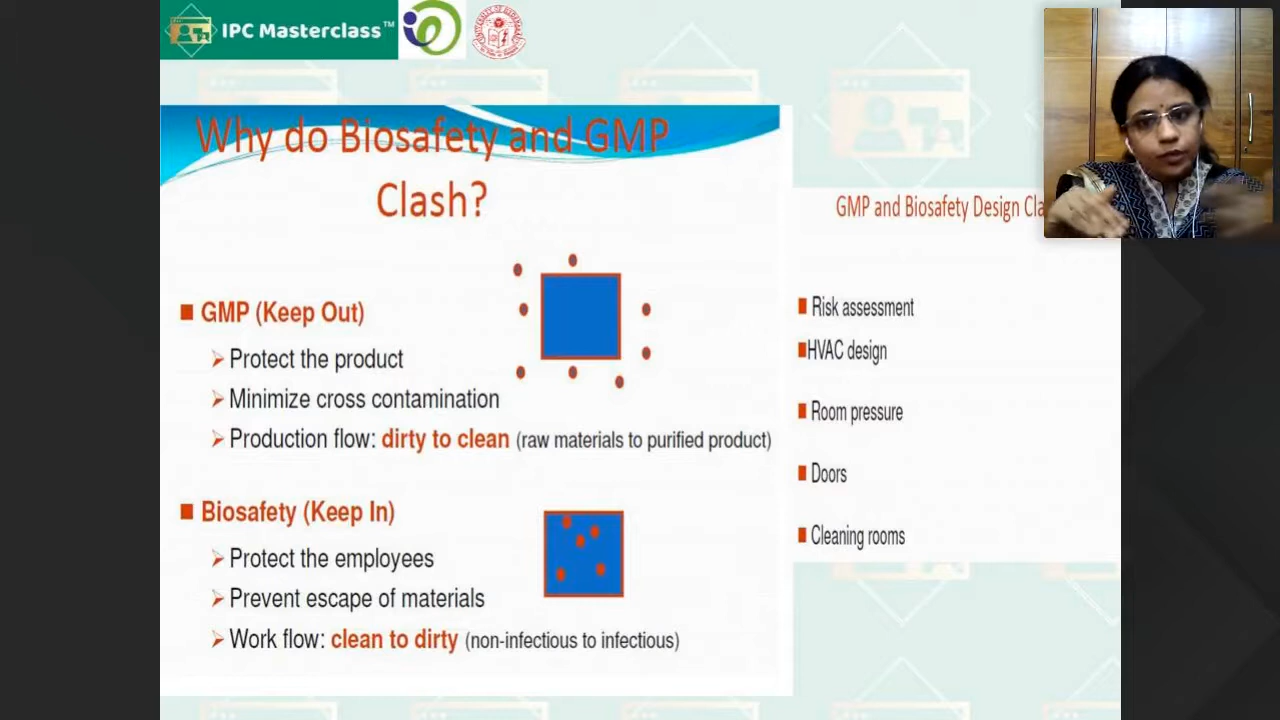 IPC Masterclass™
Why do Biosafety and GMP
Clash?
GMP (Keep Out)
Protect the product
Minimize cross contamination
Production flow: dirty to clean (raw materials to purified product)
Biosafety (Keep In)
Protect the employees
Prevent escape of materials
Work flow: clean to dirty (non-infectious to infectious)
GMP and Biosafety Design Cla
Risk assessment
HVAC design
Room pressure
Doors
Cleaning rooms